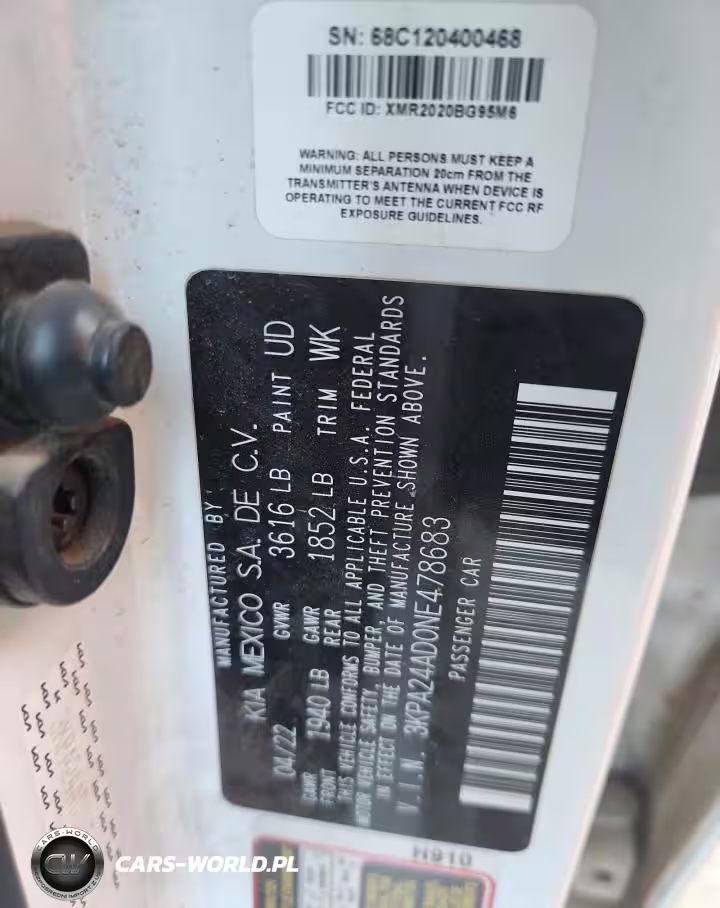 SN: 68C120400468
FCC ID: XMR2020BG95M6
WARNING: ALL PERSONS MUST KEEP A
MINIMUM SEPARATION 20cm FROM THE
TRANSMITTER'S ANTENNA WHEN DEVICE IS
OPERATING TO MEET THE CURRENT FCC RF
EXPOSURE GUIDELINES.
MANUFACTURED BY
KIA MEXICO S.A. DE C.V.
04/22 GVWR 3616 LB PAINT UD
GAWR FRONT 1940 LB GAWR REAR 1852 LB TRIM WK
THIS VEHICLE CONFORMS TO ALL APPLICABLE U.S.A. FEDERAL
MOTOR VEHICLE SAFETY, BUMPER, AND THEFT PREVENTION STANDARDS
IN EFFECT ON THE DATE OF MANUFACTURE SHOWN ABOVE.
V.I.N. 3KPA24AD0NE478683
PASSENGER CAR
H910
CW
CARS-WORLD.PL